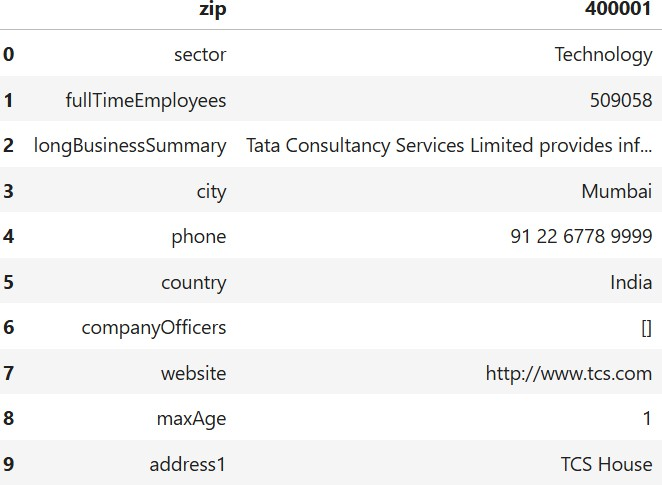 zip 400001
0 sector Technology
1 fullTimeEmployees 509058
2 longBusinessSummary Tata Consultancy Services Limited provides inf...
3 city Mumbai
4 phone 91 22 6778 9999
5 country India
6 companyOfficers []
7 website http://www.tcs.com
8 maxAge 1
9 address1 TCS House